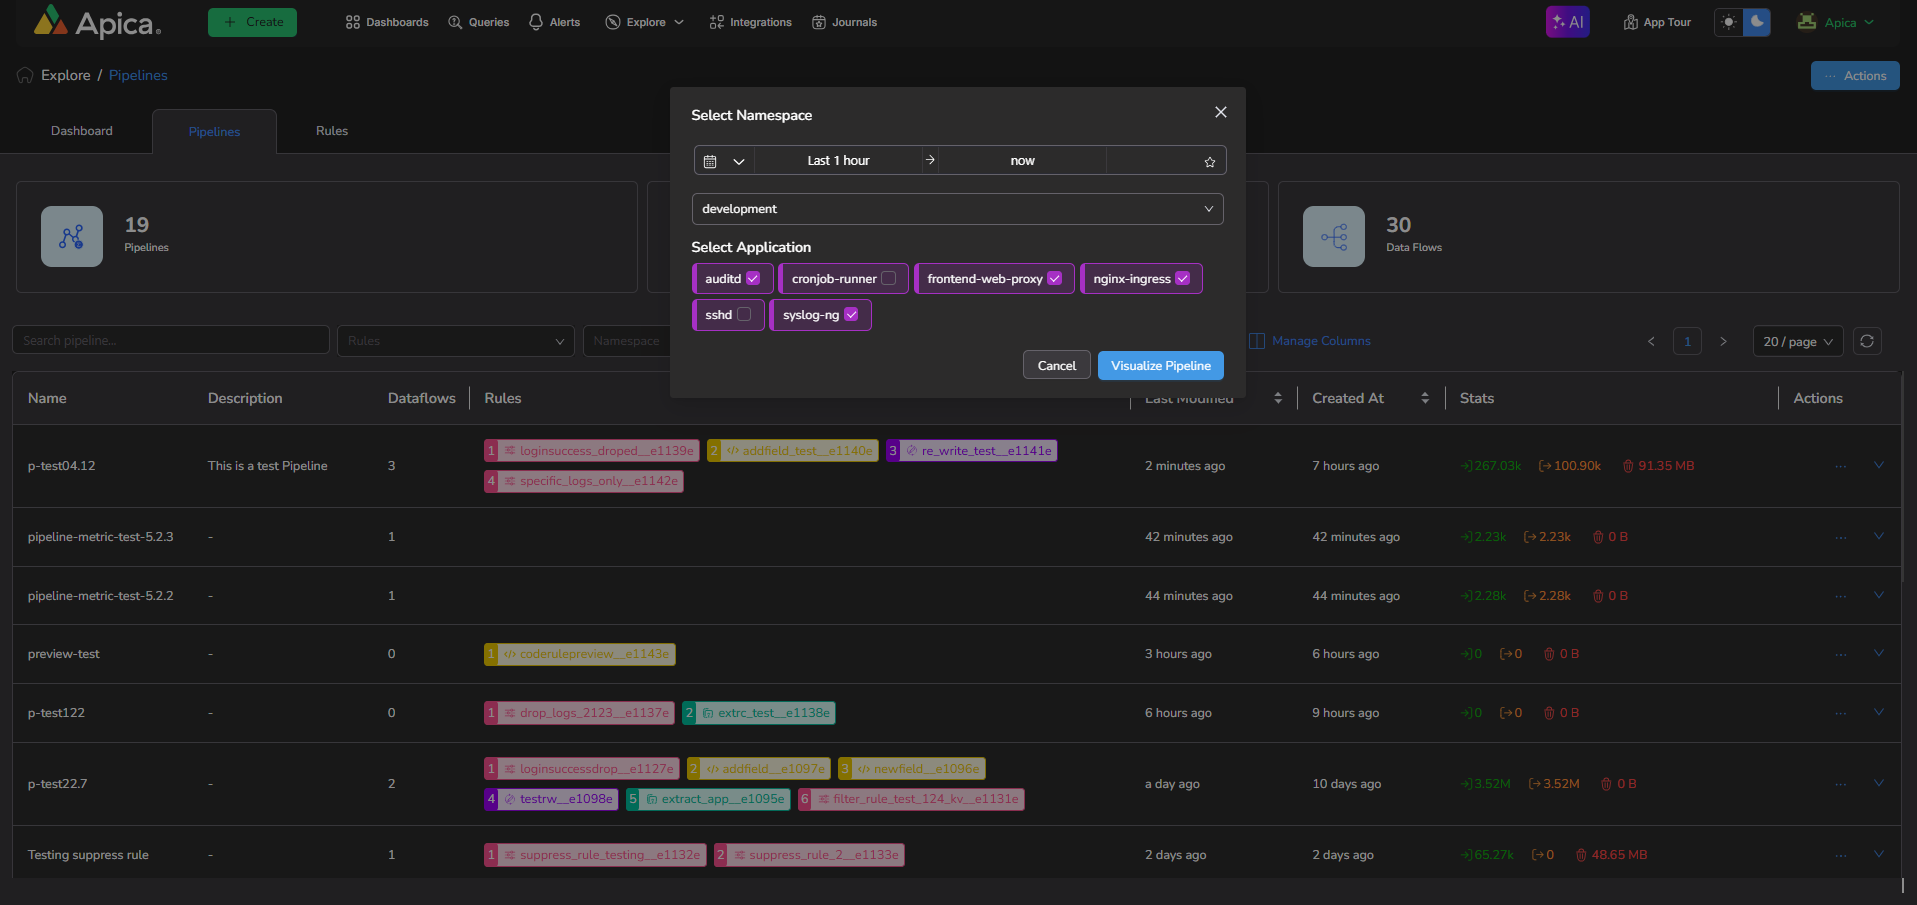 Apica.
Create
Dashboards
Queries
Alerts
Explore
Integrations
Journals
AI
App Tour
Apica
Explore / Pipelines
Actions
Dashboard
Pipelines
Rules
Select Namespace
Last 1 hour
now
development
Select Application
auditd
cronjob-runner
frontend-web-proxy
nginx-ingress
sshd
syslog-ng
Cancel
Visualize Pipeline
19
Pipelines
30
Data Flows
Search pipeline...
Rules
Namespace
Manage Columns
1
20 / page
Name Description Dataflows Rules Last Modified Created At Stats Actions
p-test04.12 This is a test Pipeline 3
1 loginsuccess_droped__e1139e 2 </> addfield_test__e1140e 3 re_write_test__e1141e
4 specific_logs_only__e1142e
2 minutes ago 7 hours ago 267.03k 100.90k 91.35 MB ...
pipeline-metric-test-5.2.3 - 1 42 minutes ago 42 minutes ago 2.23k 2.23k 0 B ...
pipeline-metric-test-5.2.2 - 1 44 minutes ago 44 minutes ago 2.28k 2.28k 0 B ...
preview-test - 0 1 </> coderulepreview__e1143e 3 hours ago 6 hours ago 0 0 0 B ...
p-test122 - 0 1 drop_logs_2123__e1137e 2 extrc_test__e1138e 6 hours ago 9 hours ago 0 0 0 B ...
p-test22.7 - 2
1 loginsuccessdrop__e1127e 2 </> addfield__e1097e 3 </> newfield__e1096e
4 testrw__e1098e 5 extract_app__e1095e 6 filter_rule_test_124_kv__e1131e
a day ago 10 days ago 3.52M 3.52M 0 B ...
Testing suppress rule - 1 1 suppress_rule_testing__e1132e 2 suppress_rule_2__e1133e 2 days ago 2 days ago 65.27k 0 48.65 MB ...